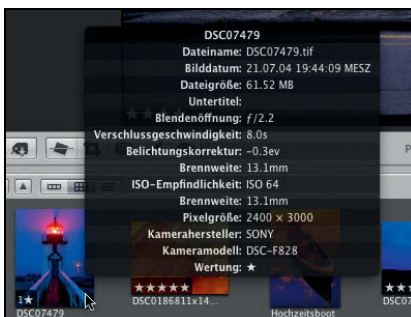 DSC07479
Dateiname: DSC07479.tif
Bilddatum: 21.07.04 19:44:09 MESZ
Dateigröße: 61.52 MB
Untertitel:
Blendenöffnung: ƒ/2.2
Verschlussgeschwindigkeit: 8.0s
Belichtungskorrektur: -0.3ev
Brennweite: 13.1mm
ISO-Empfindlichkeit: ISO 64
Brennweite: 13.1mm
Pixelgröße: 2400 × 3000
Kamerahersteller: SONY
Kameramodell: DSC-F828
Wertung: ★
P
1★
★★★★★
★★
DSC07479
DSC0186811x14...
Hochzeitsboot
DSC07